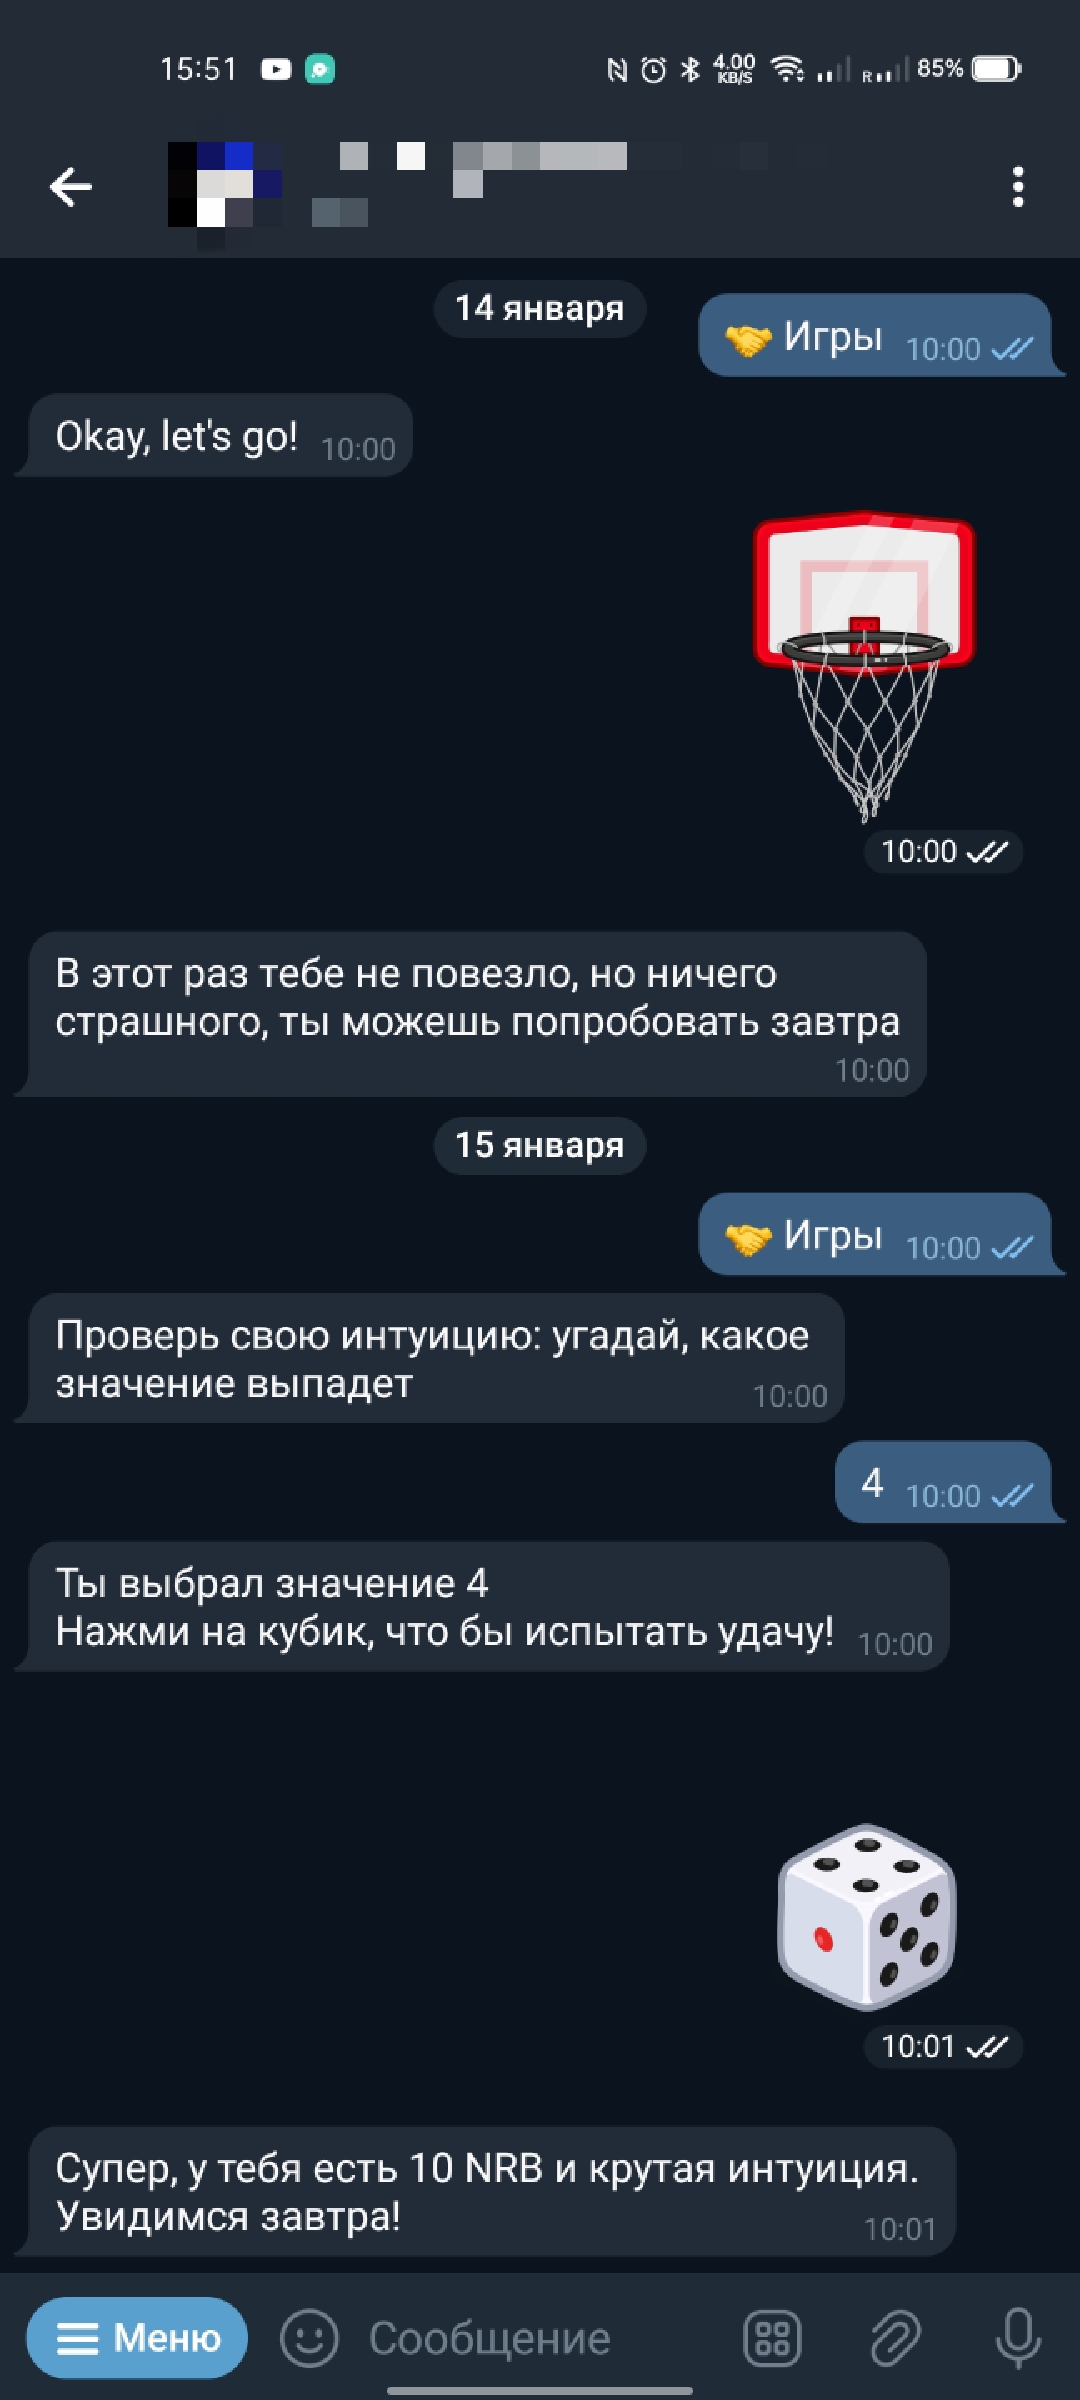 15:51
4.00 KB/S
R
85%
14 января
🤝 Игры 10:00
Okay, let's go! 10:00
10:00
В этот раз тебе не повезло, но ничего
страшного, ты можешь попробовать завтра
10:00
15 января
🤝 Игры 10:00
Проверь свою интуицию: угадай, какое
значение выпадет 10:00
4 10:00
Ты выбрал значение 4
Нажми на кубик, что бы испытать удачу! 10:00
10:01
Супер, у тебя есть 10 NRB и крутая интуиция.
Увидимся завтра! 10:01
Меню
Сообщение